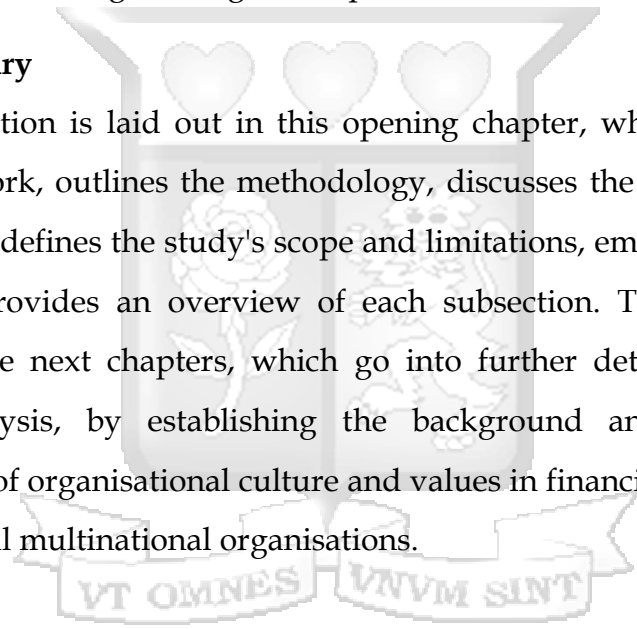 ry
tion is laid out in this opening chapter, wh
ork, outlines the methodology, discusses the
defines the study's scope and limitations, em
rovides an overview of each subsection. T
e next chapters, which go into further det
ysis, by establishing the background an
of organisational culture and values in financi
l multinational organisations.
VT OMNES VNVM SINT